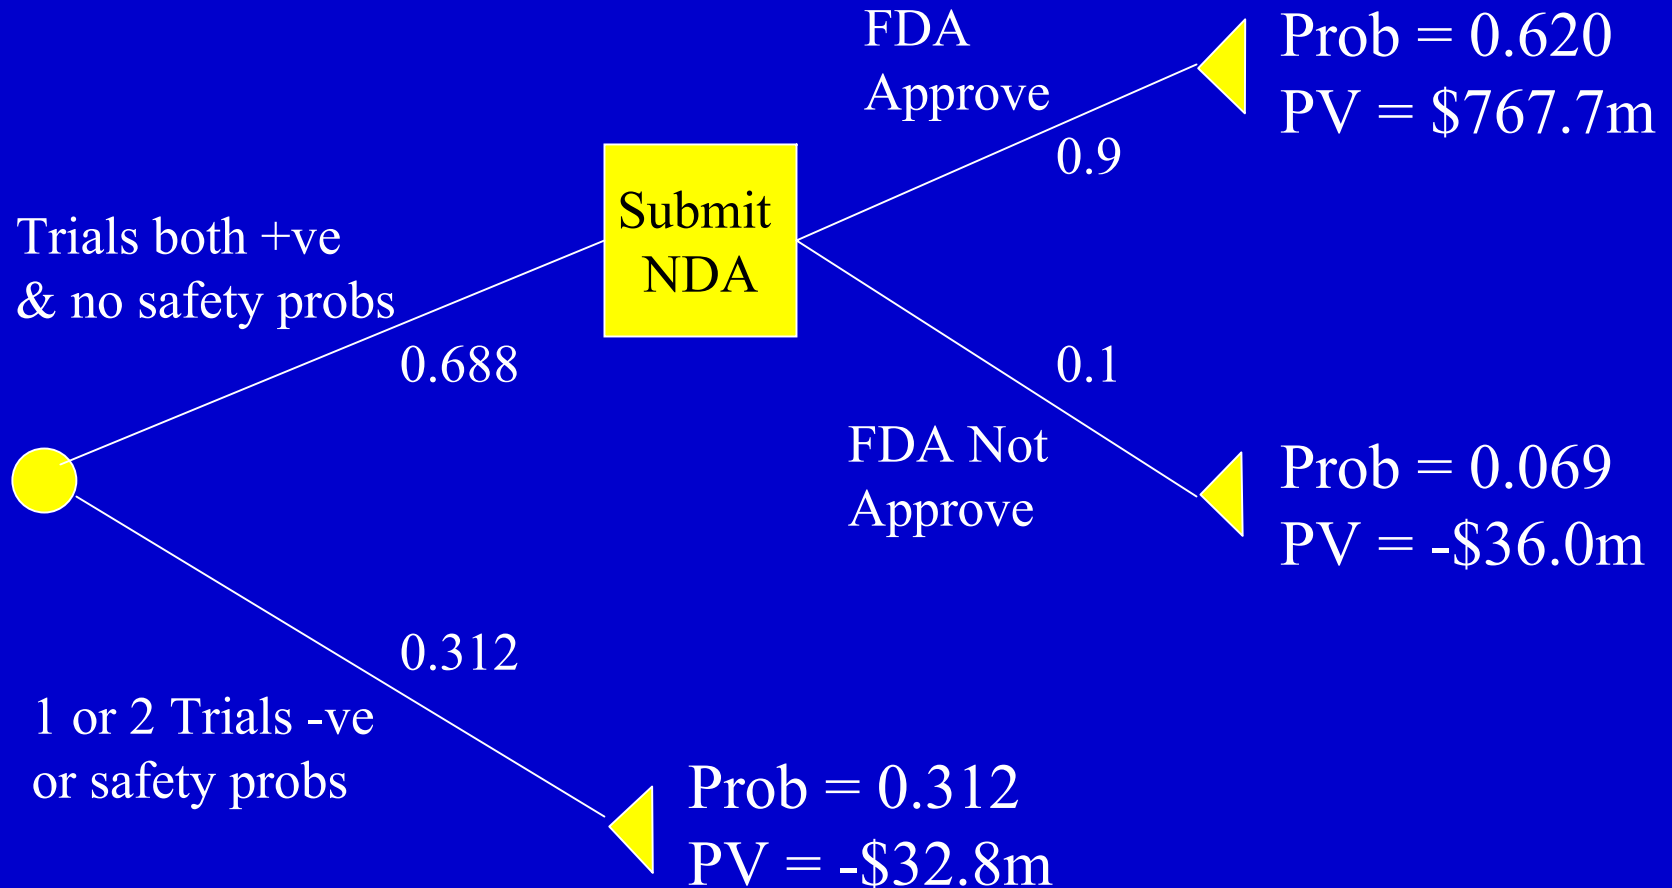 FDA
Approve
Prob = 0.620
PV = $767.7m
0.9
Submit
NDA
Trials both +ve
& no safety probs
0.688
0.1
FDA Not
Approve
Prob = 0.069
PV = -$36.0m
0.312
1 or 2 Trials -ve
or safety probs
Prob = 0.312
PV = -$32.8m